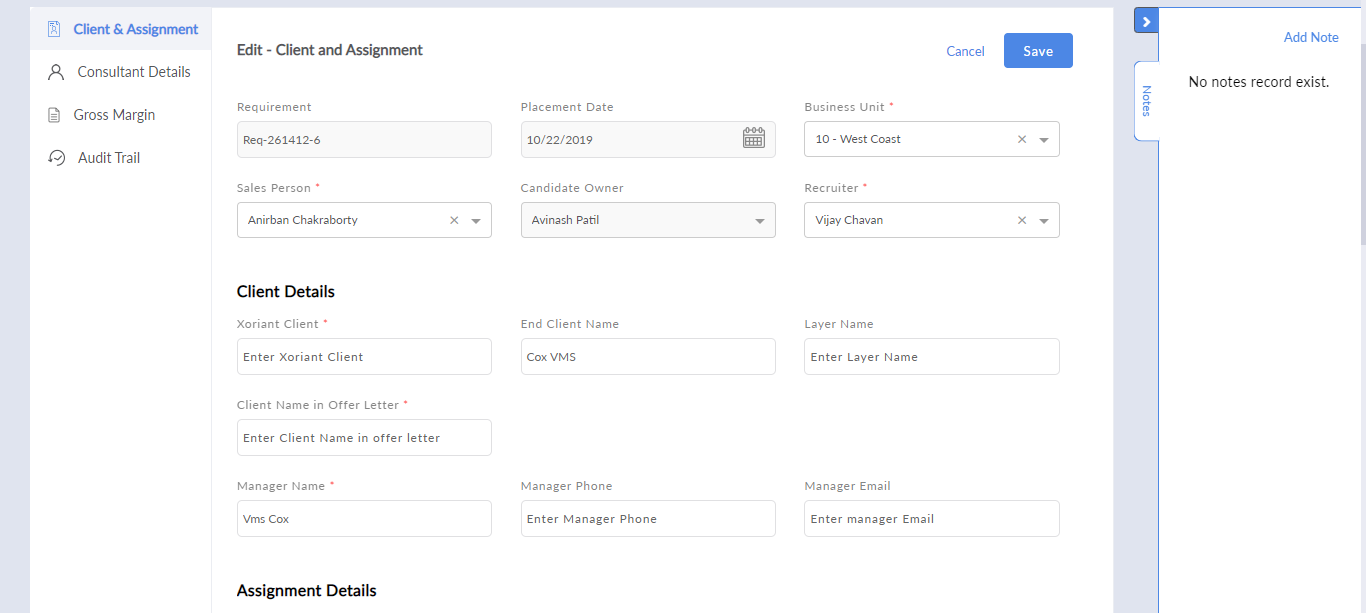 Client & Assignment
Consultant Details
Gross Margin
Audit Trail
Edit - Client and Assignment
Cancel
Save
Requirement
Placement Date
Business Unit *
Req-261412-6
10/22/2019
10 - West Coast
Sales Person *
Candidate Owner
Recruiter *
Anirban Chakraborty
Avinash Patil
Vijay Chavan
Client Details
Xoriant Client *
End Client Name
Layer Name
Enter Xoriant Client
Cox VMS
Enter Layer Name
Client Name in Offer Letter *
Enter Client Name in offer letter
Manager Name *
Manager Phone
Manager Email
Vms Cox
Enter Manager Phone
Enter manager Email
Assignment Details
Notes
Add Note
No notes record exist.